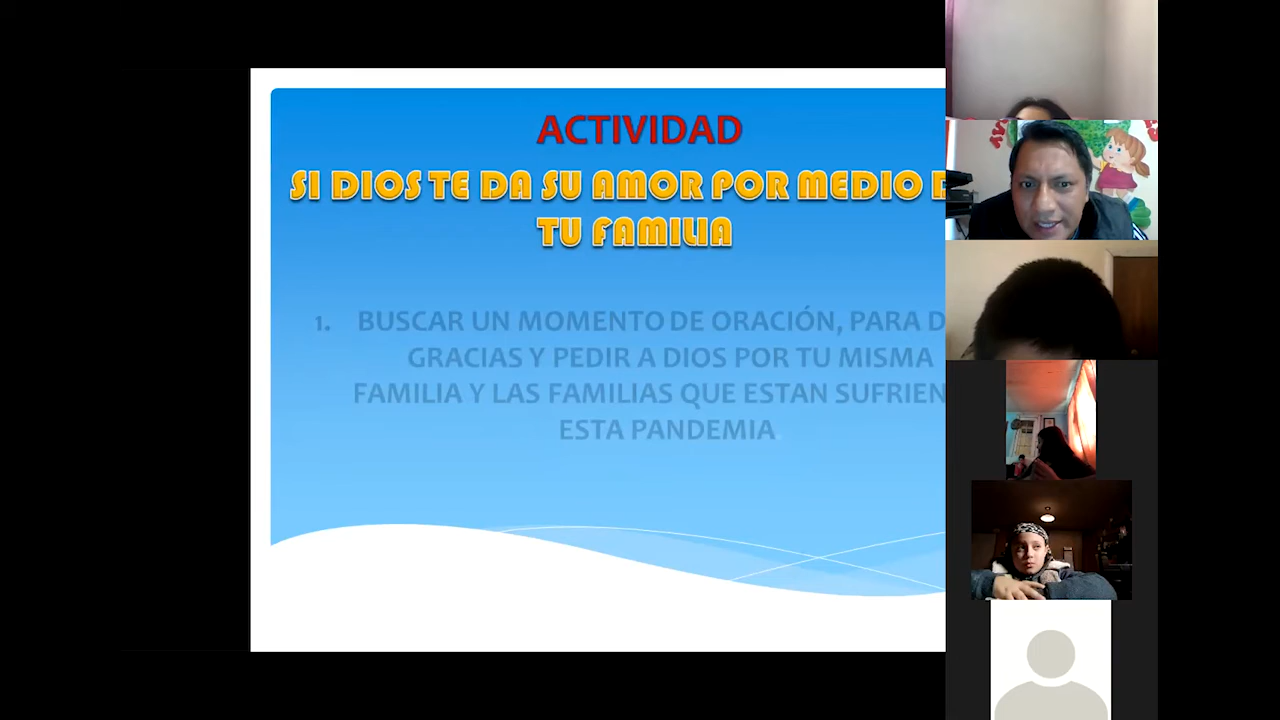 ACTIVIDAD
SI DIOS TE DA SU AMOR POR MEDIO
TU FAMILIA
1. BUSCAR UN MOMENTO DE ORACIÓN, PARA
GRACIAS Y PEDIR A DIOS POR TU MISMA
FAMILIA Y LAS FAMILIAS QUE ESTAN SUFRIEN
ESTA PANDEMIA